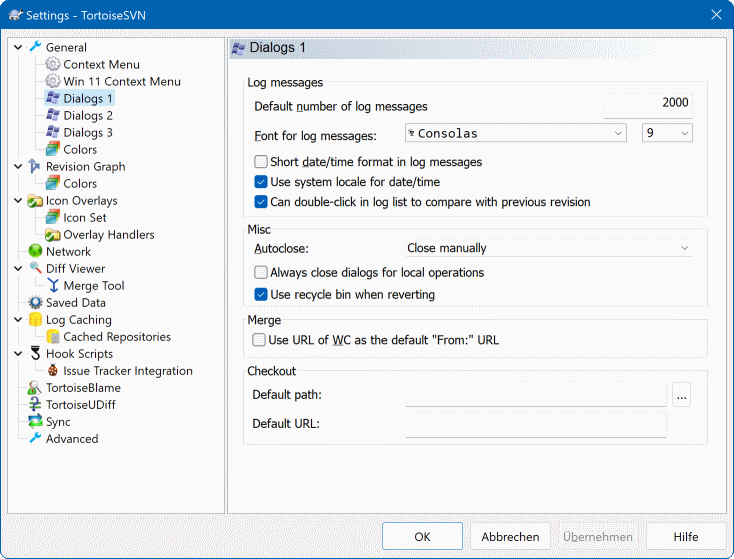 Settings - TortoiseSVN
General
Context Menu
Win 11 Context Menu
Dialogs 1
Dialogs 2
Dialogs 3
Colors
Revision Graph
Colors
Icon Overlays
Icon Set
Overlay Handlers
Network
Diff Viewer
Merge Tool
Saved Data
Log Caching
Cached Repositories
Hook Scripts
Issue Tracker Integration
TortoiseBlame
TortoiseUDiff
Sync
Advanced
Dialogs 1
Log messages
Default number of log messages 2000
Font for log messages: Consolas 9
Short date/time format in log messages
Use system locale for date/time
Can double-click in log list to compare with previous revision
Misc
Autoclose: Close manually
Always close dialogs for local operations
Use recycle bin when reverting
Merge
Use URL of WC as the default "From:" URL
Checkout
Default path: ...
Default URL:
OK Abbrechen Übernehmen Hilfe